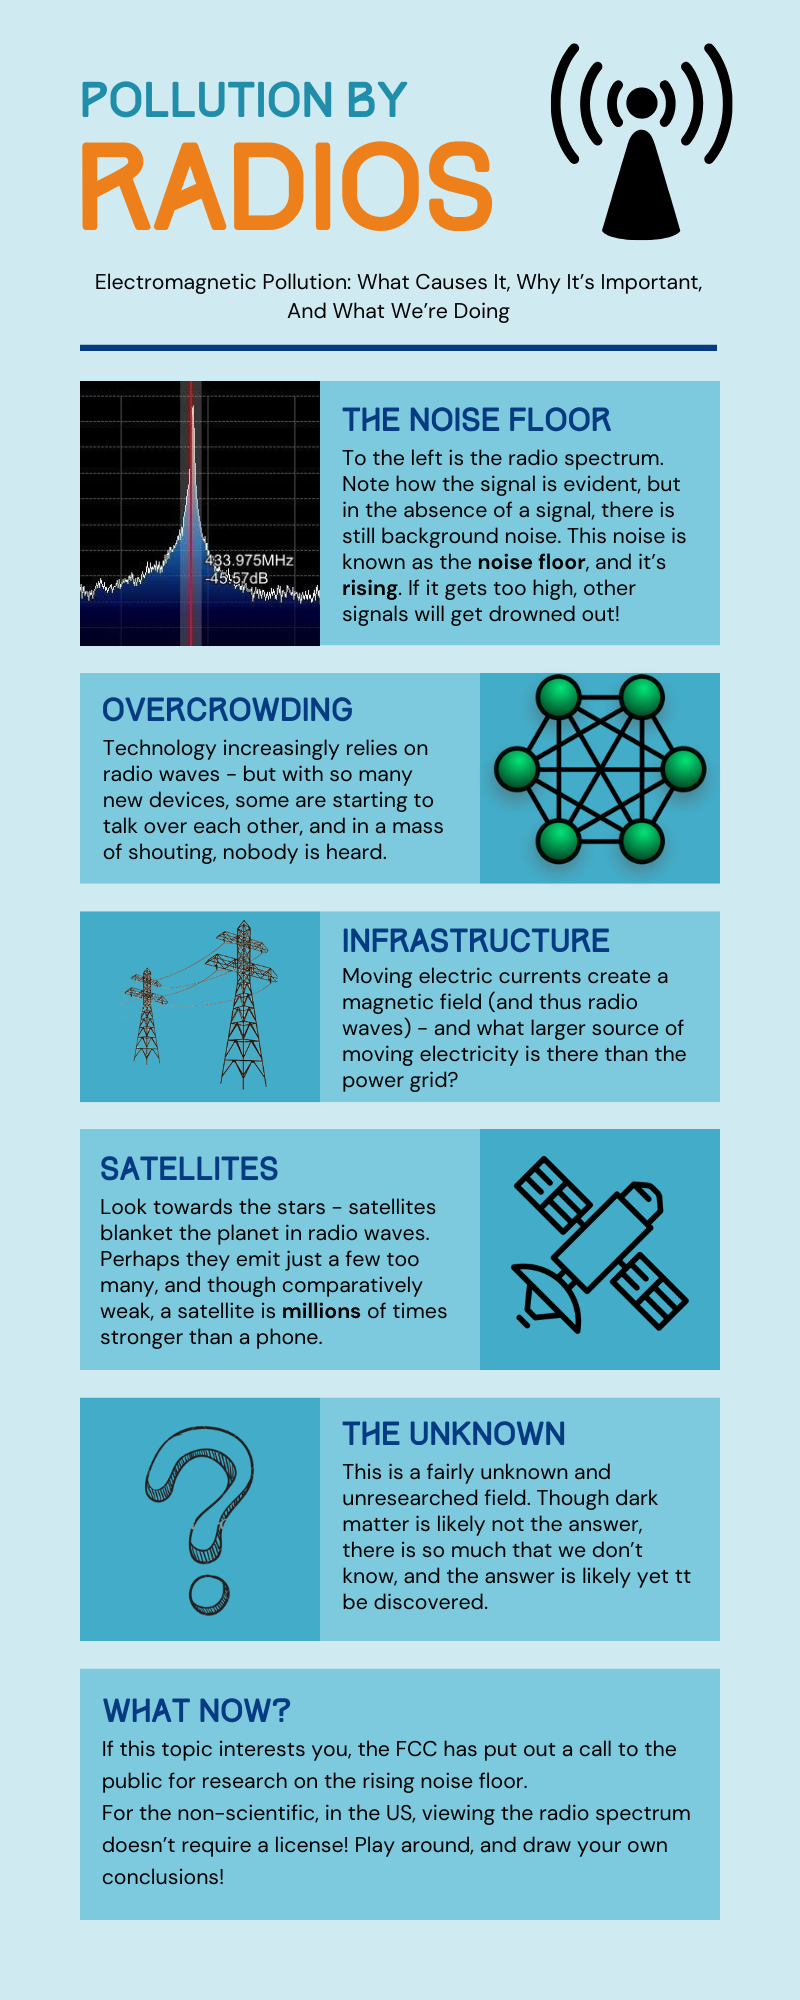 POLLUTION BY
RADIOS
Electromagnetic Pollution: What Causes It, Why It's Important,
And What We're Doing
433.975MHz
-45.57dB
THE NOISE FLOOR
To the left is the radio spectrum.
Note how the signal is evident, but
in the absence of a signal, there is
still background noise. This noise is
known as the noise floor, and it's
rising. If it gets too high, other
signals will get drowned out!
OVERCROWDING
Technology increasingly relies on
radio waves - but with so many
new devices, some are starting to
talk over each other, and in a mass
of shouting, nobody is heard.
INFRASTRUCTURE
Moving electric currents create a
magnetic field (and thus radio
waves) - and what larger source of
moving electricity is there than the
power grid?
SATELLITES
Look towards the stars - satellites
blanket the planet in radio waves.
Perhaps they emit just a few too
many, and though comparatively
weak, a satellite is millions of times
stronger than a phone.
THE UNKNOWN
This is a fairly unknown and
unresearched field. Though dark
matter is likely not the answer,
there is so much that we don't
know, and the answer is likely yet tt
be discovered.
WHAT NOW?
If this topic interests you, the FCC has put out a call to the
public for research on the rising noise floor.
For the non-scientific, in the US, viewing the radio spectrum
doesn't require a license! Play around, and draw your own
conclusions!